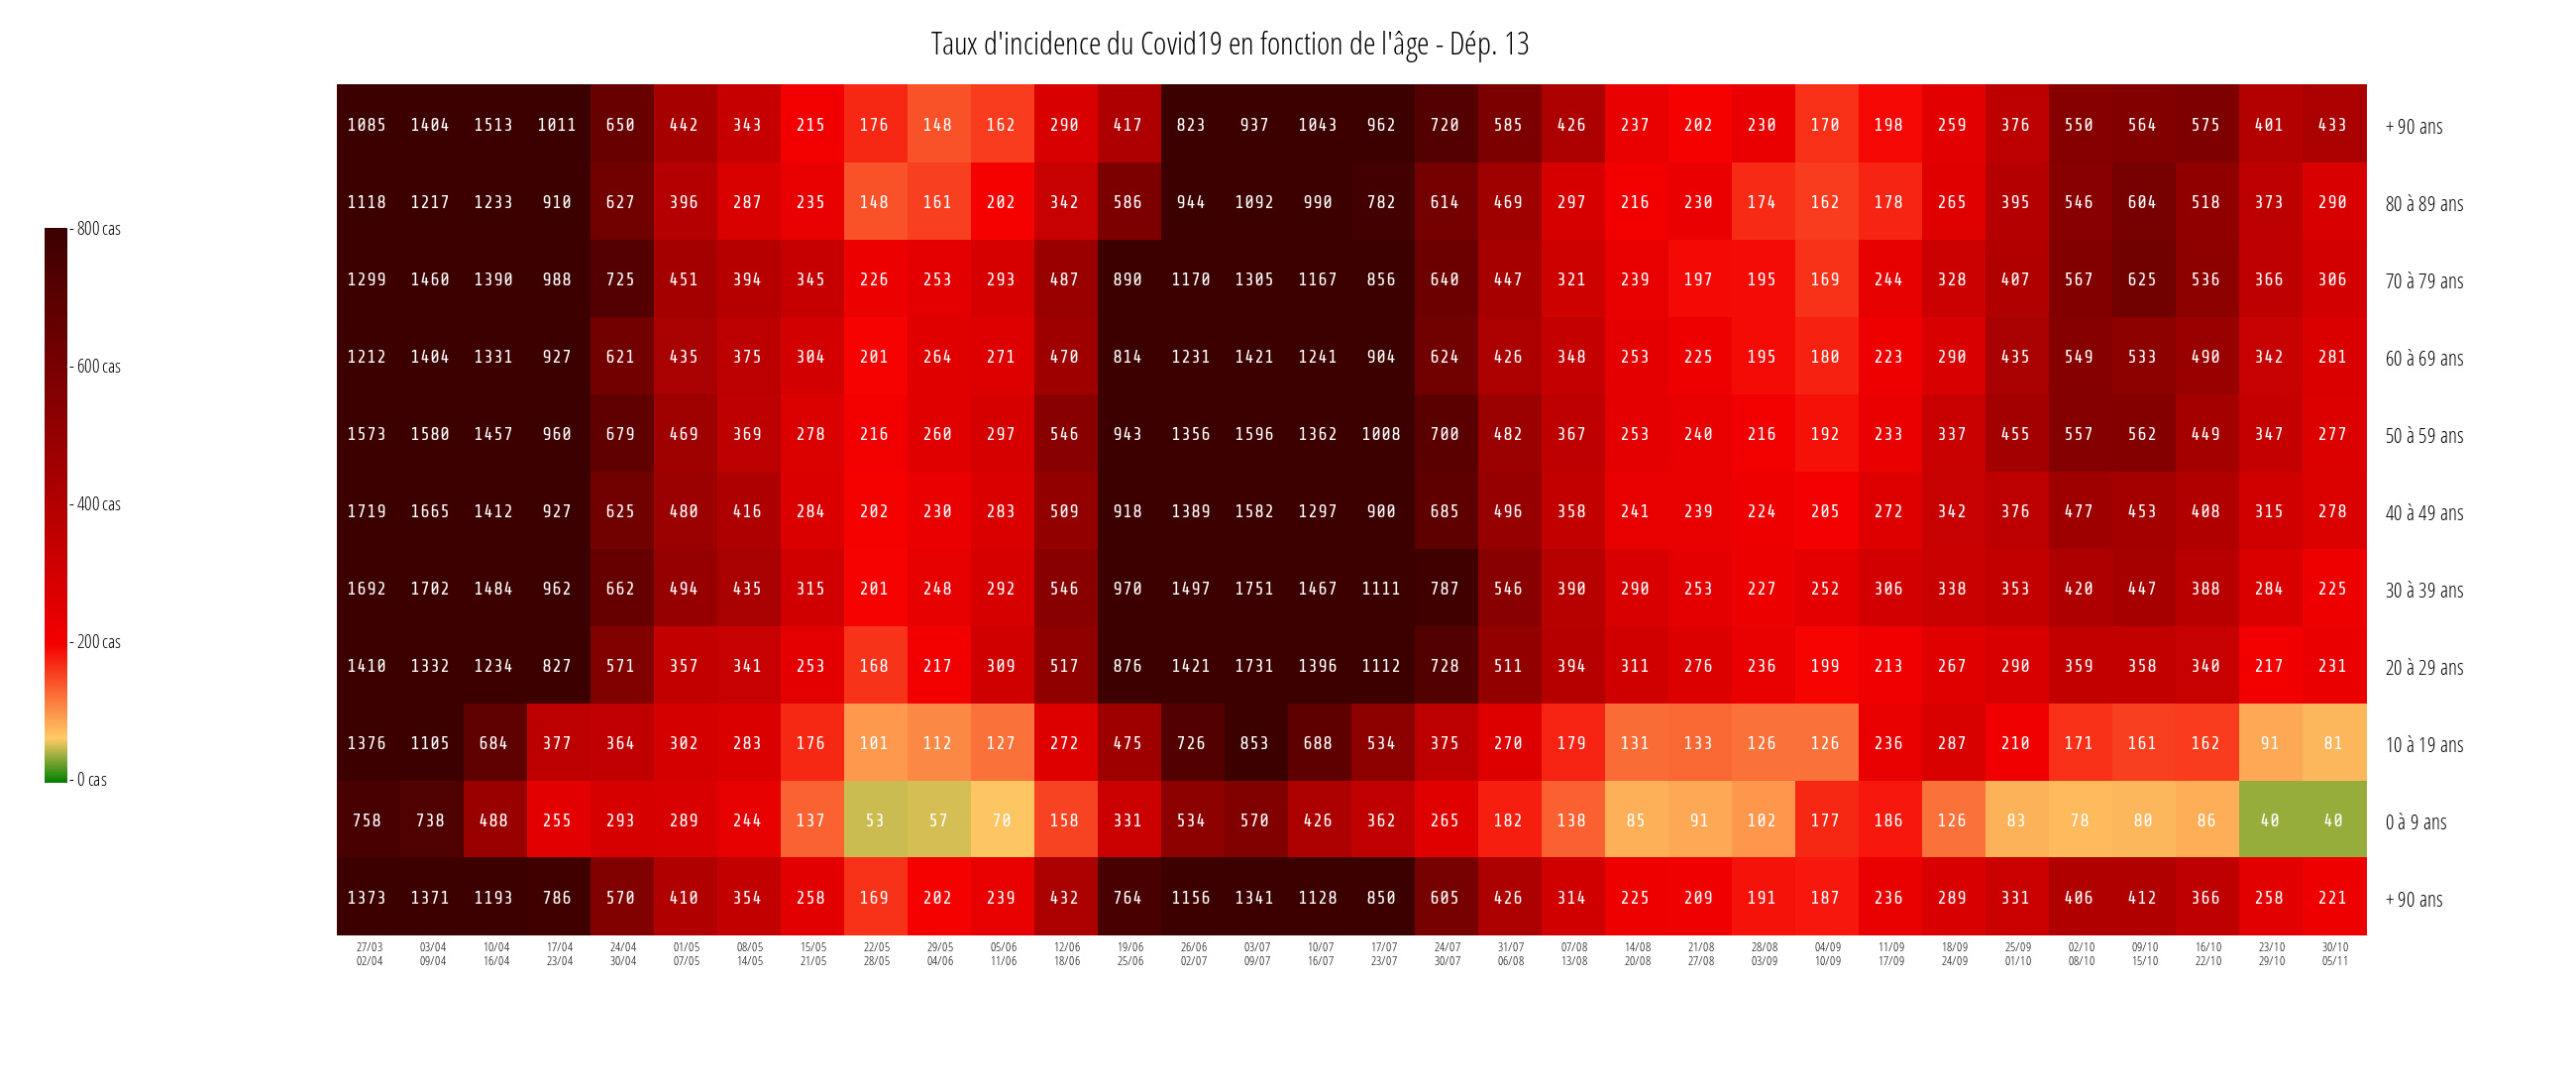 Taux d'incidence du Covid19 en fonction de l'âge - Dép. 13
1085 1404 1513 1011 650 442 343 215 176 148 162 290 417 823 937 1043 962 720 585 426 237 202 230 170 198 259 376 550 564 575 401 433 + 90 ans
1118 1217 1233 910 627 396 287 235 148 161 202 342 586 944 1092 990 782 614 469 297 216 230 174 162 178 265 395 546 604 518 373 290 80 à 89 ans
- 800 cas
1299 1460 1390 988 725 451 394 345 226 253 293 487 890 1170 1305 1167 856 640 447 321 239 197 195 169 244 328 407 567 625 536 366 306 70 à 79 ans
1212 1404 1331 927 621 435 375 304 201 264 271 470 814 1231 1421 1241 904 624 426 348 253 225 195 180 223 290 435 549 533 490 342 281 60 à 69 ans
- 600 cas
1573 1580 1457 960 679 469 369 278 216 260 297 546 943 1356 1596 1362 1008 700 482 367 253 240 216 192 233 337 455 557 562 449 347 277 50 à 59 ans
- 400 cas
1719 1665 1412 927 625 480 416 284 202 230 283 509 918 1389 1582 1297 900 685 496 358 241 239 224 205 272 342 376 477 453 408 315 278 40 à 49 ans
1692 1702 1484 962 662 494 435 315 201 248 292 546 970 1497 1751 1467 1111 787 546 390 290 253 227 252 306 338 353 420 447 388 284 225 30 à 39 ans
- 200 cas
1410 1332 1234 827 571 357 341 253 168 217 309 517 876 1421 1731 1396 1112 728 511 394 311 276 236 199 213 267 290 359 358 340 217 231 20 à 29 ans
1376 1105 684 377 364 302 283 176 101 112 127 272 475 726 853 688 534 375 270 179 131 133 126 126 236 287 210 171 161 162 91 81 10 à 19 ans
- 0 cas
758 738 488 255 293 289 244 137 53 57 70 158 331 534 570 426 362 265 182 138 85 91 102 177 186 126 83 78 80 86 40 40 0 à 9 ans
1373 1371 1193 786 570 410 354 258 169 202 239 432 764 1156 1341 1128 850 605 426 314 225 209 191 187 236 289 331 406 412 366 258 221 + 90 ans
27/03 03/04 10/04 17/04 24/04 01/05 08/05 15/05 22/05 29/05 05/06 12/06 19/06 26/06 03/07 10/07 17/07 24/07 31/07 07/08 14/08 21/08 28/08 04/09 11/09 18/09 25/09 02/10 09/10 16/10 23/10 30/10
02/04 09/04 16/04 23/04 30/04 07/05 14/05 21/05 28/05 04/06 11/06 18/06 25/06 02/07 09/07 16/07 23/07 30/07 06/08 13/08 20/08 27/08 03/09 10/09 17/09 24/09 01/10 08/10 15/10 22/10 29/10 05/11